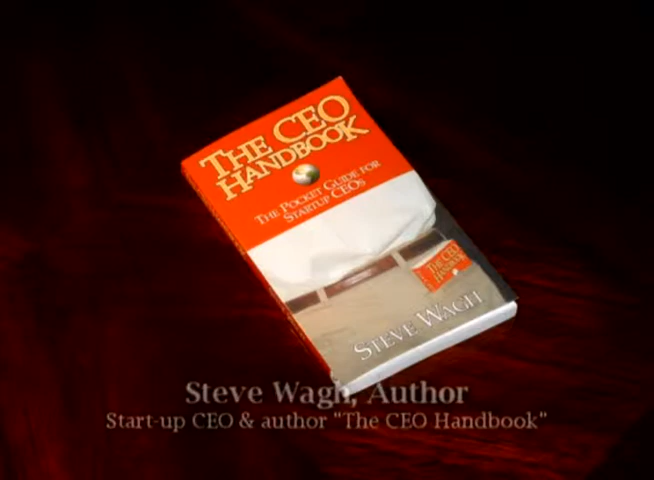 THE CEO
HANDBOOK
THE POCKET GUIDE FOR
STARTUP CEOS
THE CEO
HANDBOOK
STEVE WAGH
Steve Wagh, Author
Start-up CEO & author "The CEO Handbook"